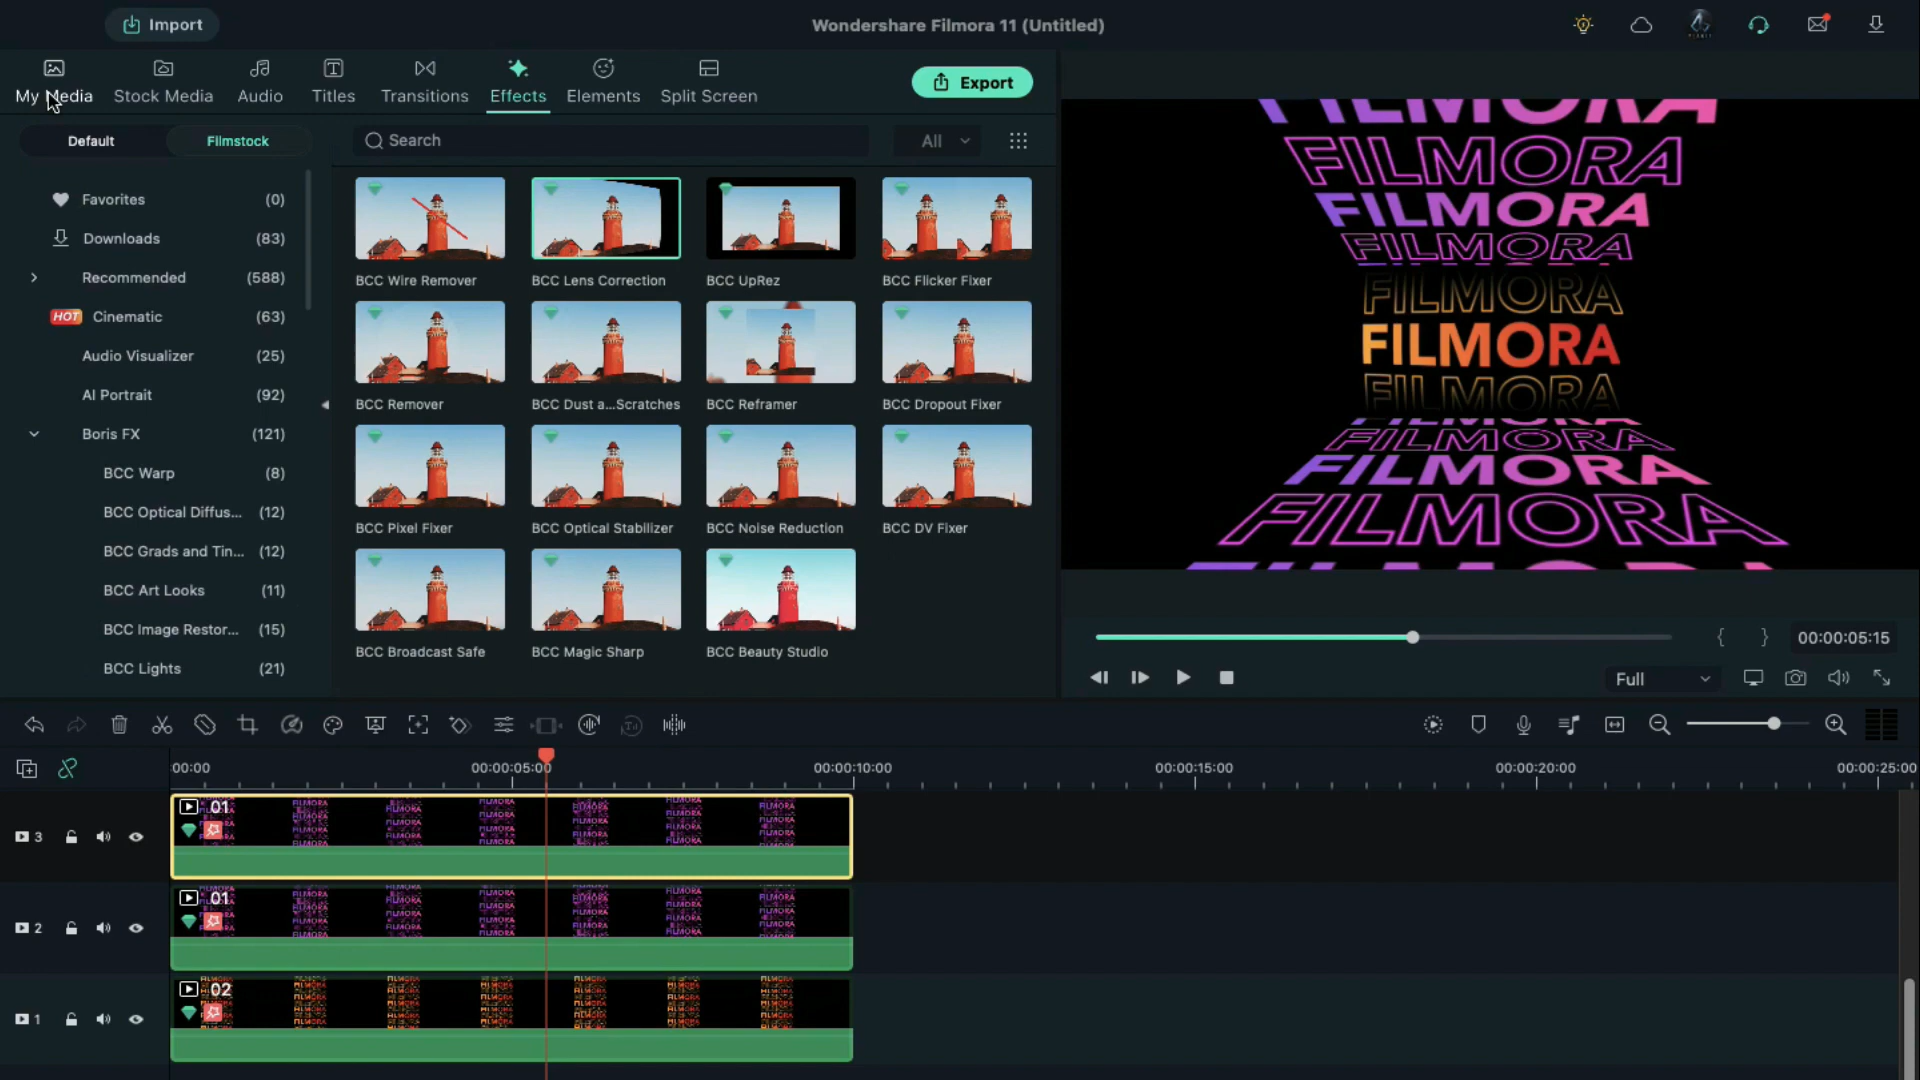 Import
Wondershare Filmora 11 (Untitled)
My Media
Stock Media
Audio
Titles
Transitions
Effects
Elements
Split Screen
Export
Default
Filmstock
Search
All
Favorites (0)
Downloads (83)
Recommended (588)
HOT Cinematic (63)
Audio Visualizer (25)
AI Portrait (92)
Boris FX (121)
BCC Warp (8)
BCC Optical Diffus... (12)
BCC Grads and Tin... (12)
BCC Art Looks (11)
BCC Image Restor... (15)
BCC Lights (21)
BCC Wire Remover
BCC Lens Correction
BCC UpRez
BCC Flicker Fixer
BCC Remover
BCC Dust a...Scratches
BCC Reframer
BCC Dropout Fixer
BCC Pixel Fixer
BCC Optical Stabilizer
BCC Noise Reduction
BCC DV Fixer
BCC Broadcast Safe
BCC Magic Sharp
BCC Beauty Studio
FILMORA
FILMORA
FILMORA
FILMORA
FILMORA
FILMORA
FILMORA
FILMORA
FILMORA
FILMORA
{ } 00:00:05:15
Full
:00:00
00:00:05:00
00:00:10:00
00:00:15:00
00:00:20:00
00:00:25:00
3
01
2
01
1
02